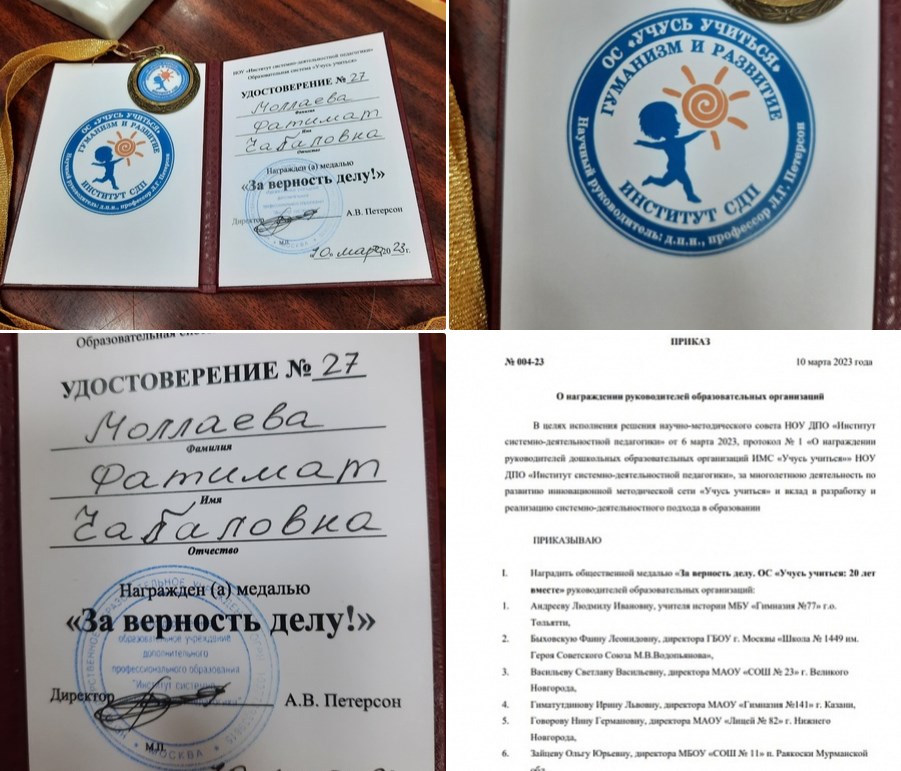 НОУ «Институт системно-деятельностной педагогики»
Образовательная система «Учусь учиться»
УДОСТОВЕРЕНИЕ № 27
Моллаева
Фамилия
Фатимат
Имя
Чабаловна
Отчество
Награжден (а) медалью
«За верность делу!»
Директор А.В. Петерсон
М.П.
10 март 2023 г.
ОС «УЧУСЬ УЧИТЬСЯ»
ГУМАНИЗМ И РАЗВИТИЕ
ИНСТИТУТ СДП
Научный руководитель: д.п.н., профессор Л.Г. Петерсон
ОС «УЧУСЬ УЧИТЬСЯ»
ГУМАНИЗМ И РАЗВИТИЕ
ИНСТИТУТ СДП
Научный руководитель: д.п.н., профессор Л.Г. Петерсон
Образовательная
УДОСТОВЕРЕНИЕ № 27
Моллаева
Фамилия
Фатимат
Имя
Чабаловна
Отчество
Награжден (а) медалью
«За верность делу!»
образовательное учреждение
дополнительного
профессионального образования
"Институт
Директор А.В. Петерсон
М.П.
МОСКВА
ПРИКАЗ
№ 004-23 10 марта 2023 года
О награждении руководителей образовательных организаций
В целях исполнения решения научно-методического совета НОУ ДПО «Институт
системно-деятельностной педагогики» от 6 марта 2023, протокол № 1 «О награждении
руководителей дошкольных образовательных организаций ИМС «Учусь учиться»» НОУ
ДПО «Институт системно-деятельностной педагогики», за многолетнюю деятельность по
развитию инновационной методической сети «Учусь учиться» и вклад в разработку и
реализацию системно-деятельностного подхода в образовании
ПРИКАЗЫВАЮ
I. Наградить общественной медалью «За верность делу. ОС «Учусь учиться: 20 лет
вместе» руководителей образовательных организаций:
1. Андрееву Людмилу Ивановну, учителя истории МБУ «Гимназия №77» г.о.
Тольятти,
2. Быховскую Фаину Леонидовну, директора ГБОУ г. Москвы «Школа № 1449 им.
Героя Советского Союза М.В.Водопьянова»,
3. Васильеву Светлану Васильевну, директора МАОУ «СОШ № 23» г. Великого
Новгорода,
4. Гиматутдинову Ирину Львовну, директора МАОУ «Гимназия №141» г. Казани,
5. Говорову Нину Германовну, директора МАОУ «Лицей № 82» г. Нижнего
Новгорода,
6. Зайцеву Ольгу Юрьевну, директора МБОУ «СОШ № 11» п. Раякоски Мурманской
обл.